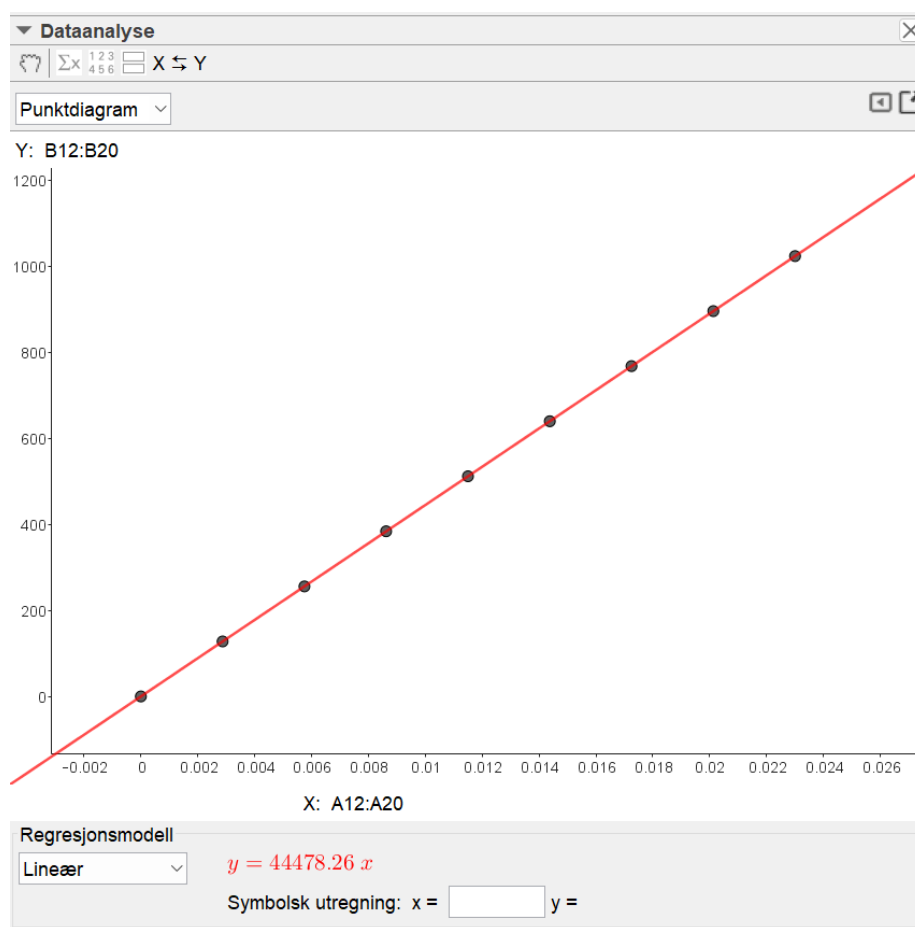 Dataanalyse
Σx 1 2 3 4 5 6 X ⇆ Y
Punktdiagram
Y: B12:B20
1200
1000
800
600
400
200
0
-0.002 0 0.002 0.004 0.006 0.008 0.01 0.012 0.014 0.016 0.018 0.02 0.022 0.024 0.026
X: A12:A20
Regresjonsmodell
Lineær
y = 44478.26 x
Symbolsk utregning: x = y =